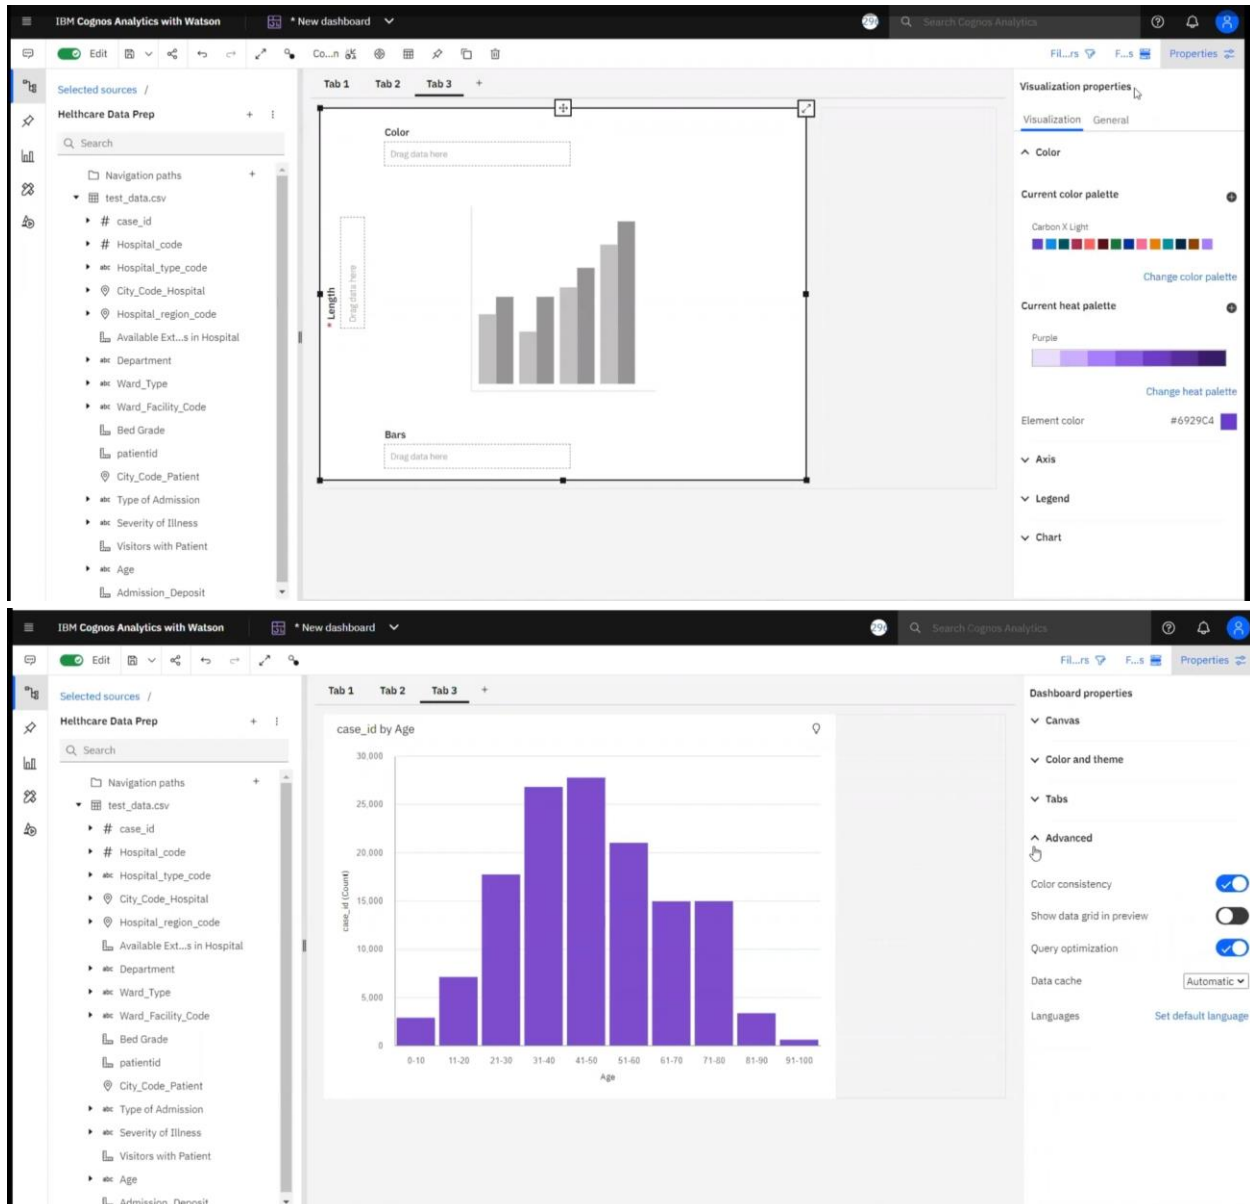 IBM Cognos Analytics with Watson
* New dashboard
Search Cognos Analytics
Edit
Co...n
Fil...rs
F...s
Properties
Selected sources /
Helthcare Data Prep
Search
Navigation paths
test_data.csv
case_id
Hospital_code
Hospital_type_code
City_Code_Hospital
Hospital_region_code
Available Ext...s in Hospital
Department
Ward_Type
Ward_Facility_Code
Bed Grade
patientid
City_Code_Patient
Type of Admission
Severity of Illness
Visitors with Patient
Age
Admission_Deposit
Tab 1 Tab 2 Tab 3 +
Color
Drag data here
* Length
Drag data here
Bars
Drag data here
Visualization properties
Visualization General
Color
Current color palette
Carbon X Light
Change color palette
Current heat palette
Purple
Change heat palette
Element color #6929C4
Axis
Legend
Chart
IBM Cognos Analytics with Watson
* New dashboard
Search Cognos Analytics
Edit
Fil...rs
F...s
Properties
Selected sources /
Helthcare Data Prep
Search
Navigation paths
test_data.csv
case_id
Hospital_code
Hospital_type_code
City_Code_Hospital
Hospital_region_code
Available Ext...s in Hospital
Department
Ward_Type
Ward_Facility_Code
Bed Grade
patientid
City_Code_Patient
Type of Admission
Severity of Illness
Visitors with Patient
Age
Admission_Deposit
Tab 1 Tab 2 Tab 3 +
case_id by Age
30,000
25,000
20,000
15,000
10,000
5,000
0
case_id (Count)
0-10 11-20 21-30 31-40 41-50 51-60 61-70 71-80 81-90 91-100
Age
Dashboard properties
Canvas
Color and theme
Tabs
Advanced
Color consistency
Show data grid in preview
Query optimization
Data cache Automatic
Languages Set default language